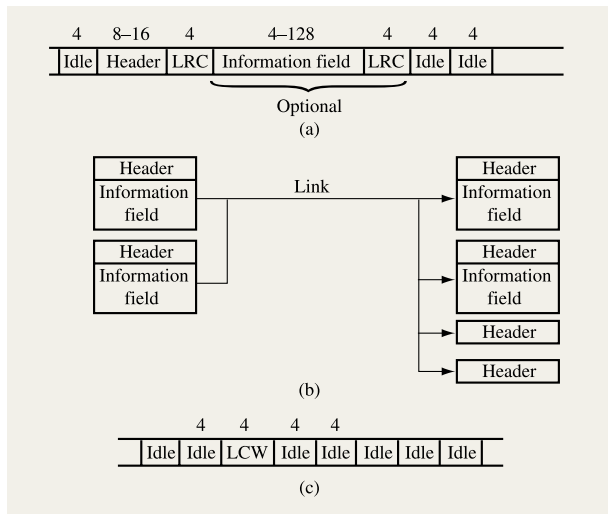 4 8–16 4 4–128 4 4 4
Idle Header LRC Information field LRC Idle Idle
Optional
(a)
Header
Information
field
Header
Information
field
Link
Header
Information
field
Header
Information
field
Header
Header
(b)
4 4 4 4
Idle Idle LCW Idle Idle Idle Idle Idle
(c)